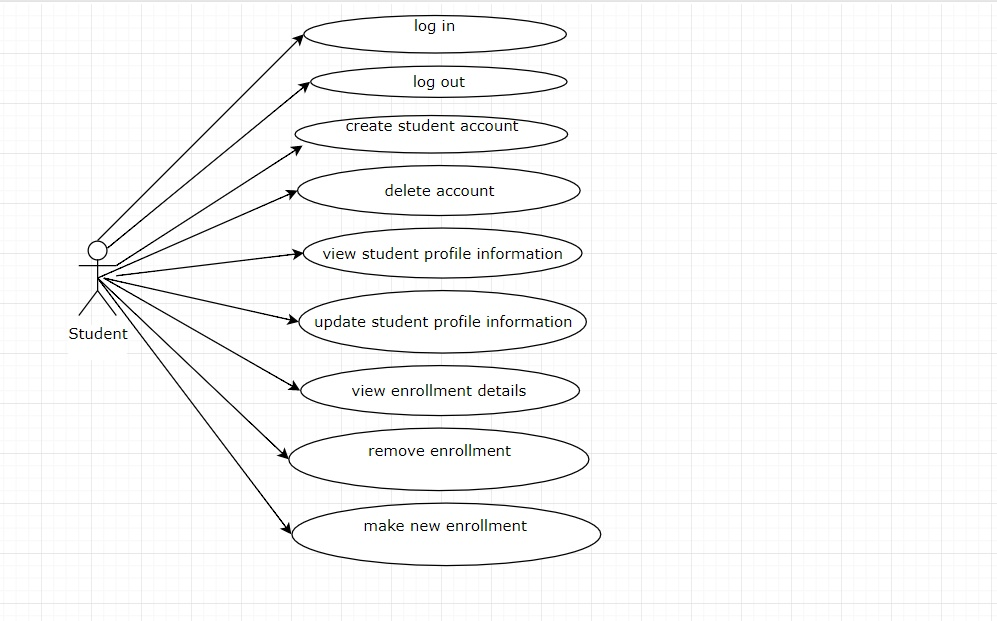 log in
log out
create student account
delete account
view student profile information
update student profile information
Student
view enrollment details
remove enrollment
make new enrollment